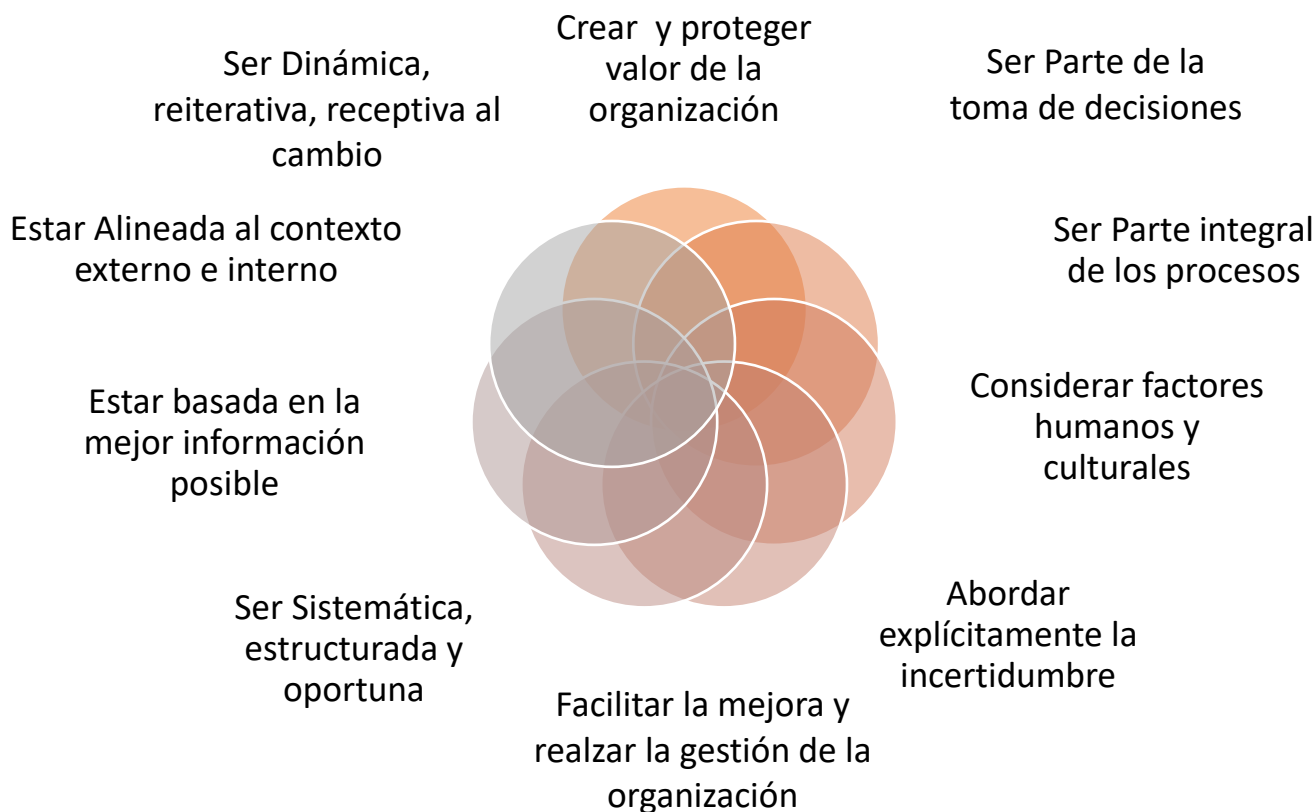 Crear y proteger
valor de la
organización
Ser Parte de la
toma de decisiones
Ser Parte integral
de los procesos
Considerar factores
humanos y
culturales
Abordar
explícitamente la
incertidumbre
Facilitar la mejora y
realzar la gestión de la
organización
Ser Sistemática,
estructurada y
oportuna
Estar basada en la
mejor información
posible
Estar Alineada al contexto
externo e interno
Ser Dinámica,
reiterativa, receptiva al
cambio